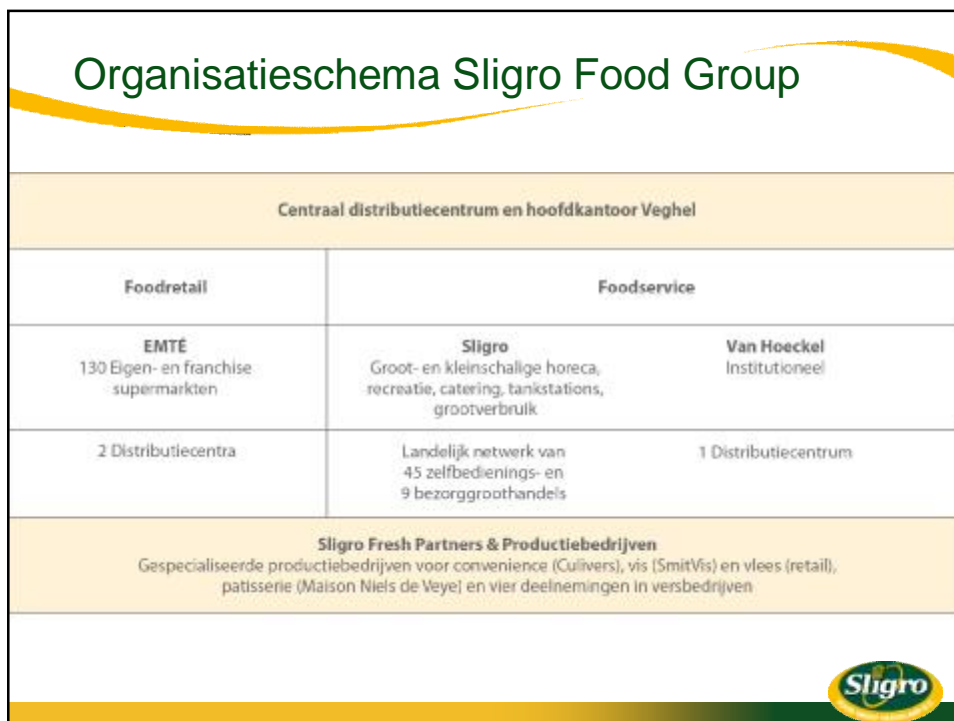 Organisatieschema Sligro Food Group
Centraal distributiecentrum en hoofdkantoor Veghel
Foodretail
Foodservice
EMTÉ
130 Eigen- en franchise
supermarkten
Sligro
Groot- en kleinschalige horeca,
recreatie, catering, tankstations,
grootverbruik
Van Hoeckel
Institutioneel
2 Distributiecentra
Landelijk netwerk van
45 zelfbedienings- en
9 bezorggroothandels
1 Distributiecentrum
Sligro Fresh Partners & Productiebedrijven
Gespecialiseerde productiebedrijven voor convenience (Culivers), vis (SmitVis) en vlees (retail),
patisserie (Maison Niels de Veye) en vier deelnemingen in versbedrijven
Sligro